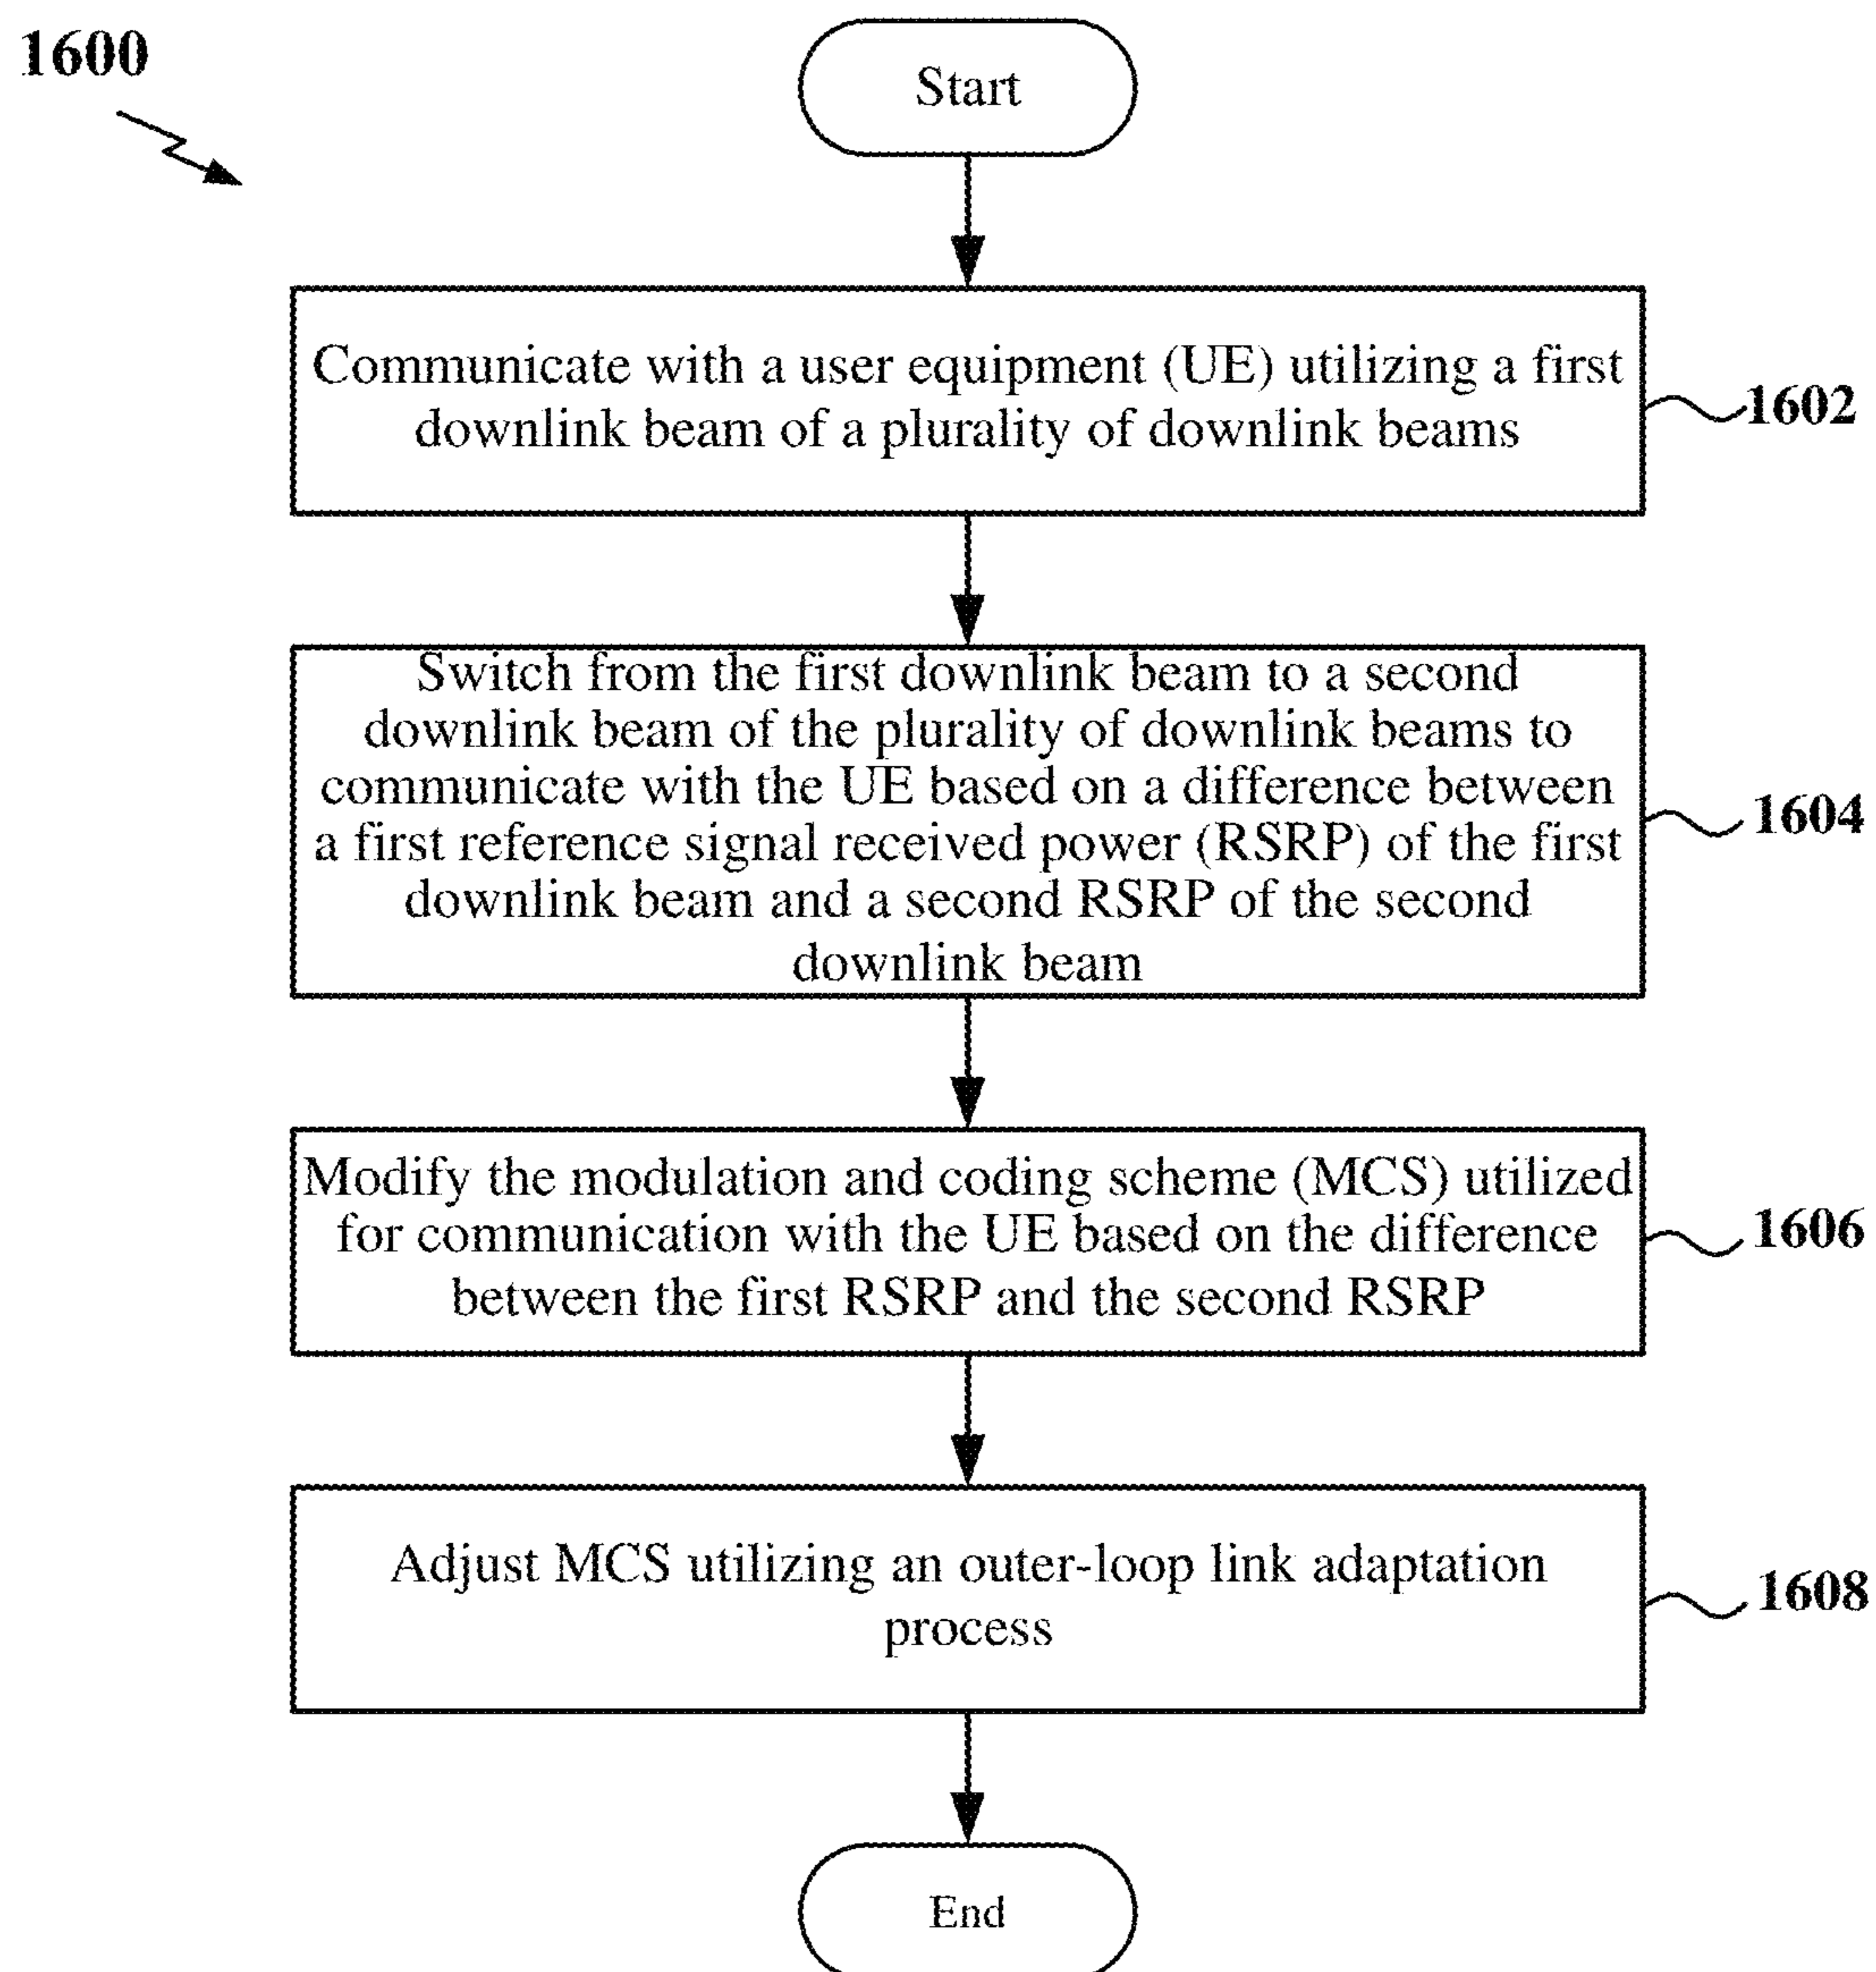 1600
Start
Communicate with a user equipment (UE) utilizing a first
downlink beam of a plurality of downlink beams
1602
Switch from the first downlink beam to a second
downlink beam of the plurality of downlink beams to
communicate with the UE based on a difference between
a first reference signal received power (RSRP) of the first
downlink beam and a second RSRP of the second
downlink beam
1604
Modify the modulation and coding scheme (MCS) utilized
for communication with the UE based on the difference
between the first RSRP and the second RSRP
1606
Adjust MCS utilizing an outer-loop link adaptation
process
1608
End